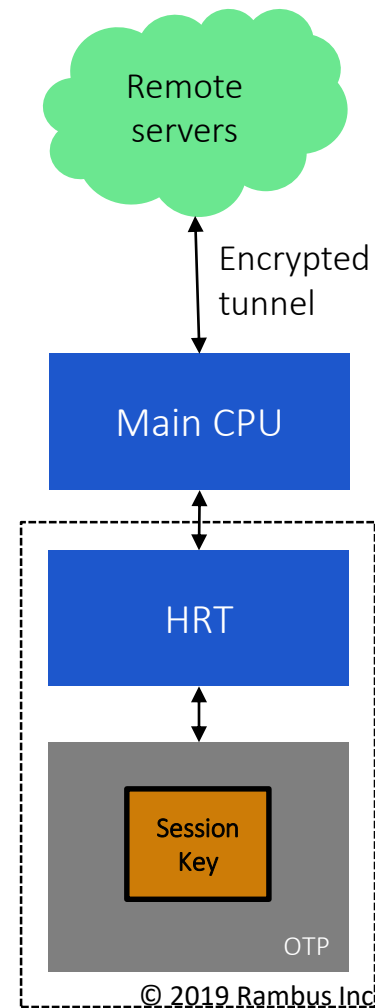 Remote
servers
Encrypted
tunnel
Main CPU
HRT
Session
Key
OTP
© 2019 Rambus Inc